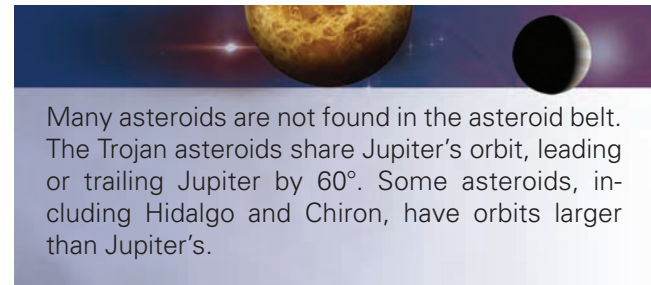 Many asteroids are not found in the asteroid belt.
The Trojan asteroids share Jupiter’s orbit, leading
or trailing Jupiter by 60°. Some asteroids, in-
cluding Hidalgo and Chiron, have orbits larger
than Jupiter’s.